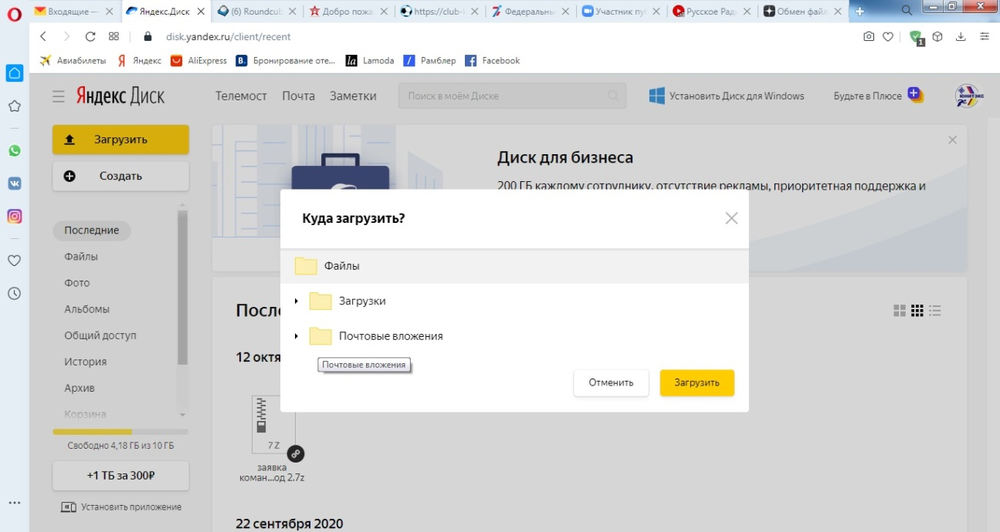 Входящие —
Яндекс.Диск
(6) Roundcub
Добро пожа
https://club-
Федеральн
Участник пу
Русское Рад
Обмен файл
disk.yandex.ru/client/recent
1
Авиабилеты
Яндекс
AliExpress
B. Бронирование оте...
la Lamoda
Рамблер
Facebook
Яндекс Диск
Телемост
Почта
Заметки
Поиск в моём Диске
Установить Диск для Windows
Будьте в Плюсе
ЮНИТЭКС
Загрузить
Создать
Последние
Файлы
Фото
Альбомы
Общий доступ
История
Архив
Корзина
Свободно 4,18 ГБ из 10 ГБ
+1 ТБ за 300₽
Установить приложение
Диск для бизнеса
200 ГБ каждому сотруднику, отсутствие рекламы, приоритетная поддержка и
Куда загрузить?
Файлы
Загрузки
Почтовые вложения
Почтовые вложения
Отменить
Загрузить
Посл
12 октя
7Z
заявка
коман...од 2.7z
22 сентября 2020